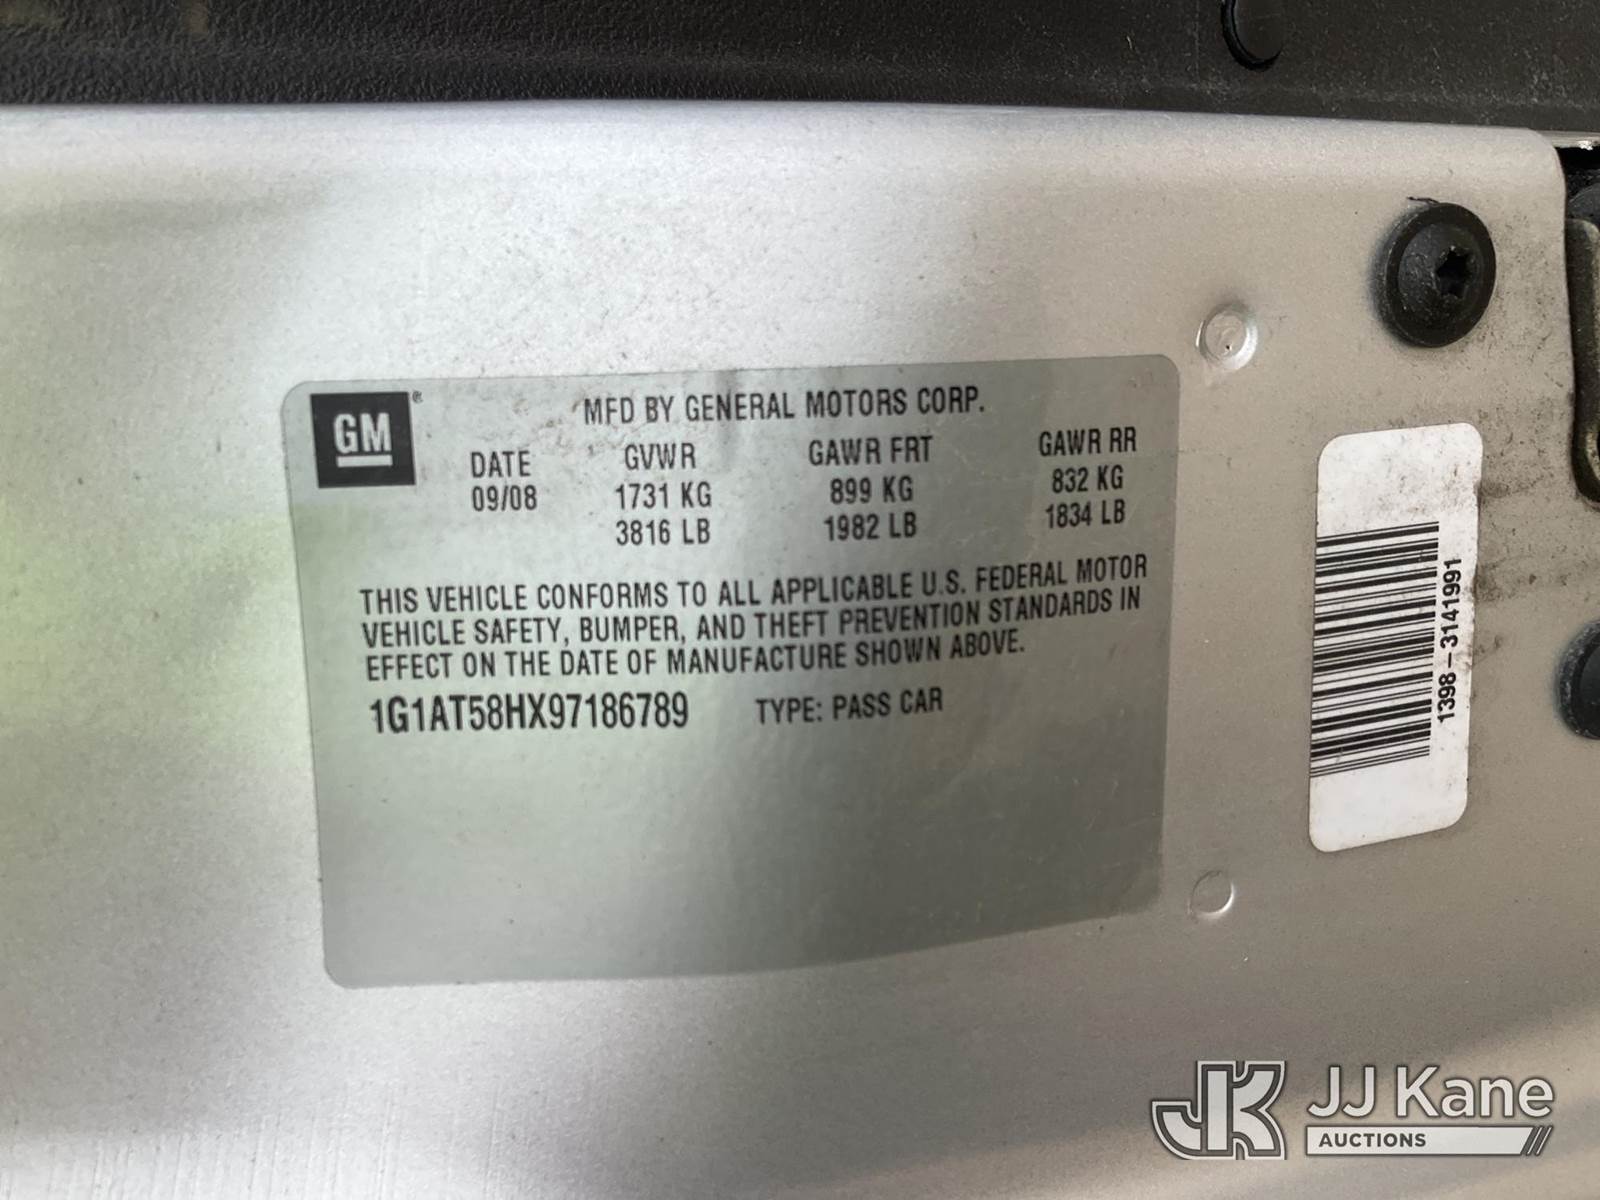 GM®
MFD BY GENERAL MOTORS CORP.
DATE GVWR GAWR FRT GAWR RR
09/08 1731 KG 899 KG 832 KG
3816 LB 1982 LB 1834 LB
THIS VEHICLE CONFORMS TO ALL APPLICABLE U.S. FEDERAL MOTOR
VEHICLE SAFETY, BUMPER, AND THEFT PREVENTION STANDARDS IN
EFFECT ON THE DATE OF MANUFACTURE SHOWN ABOVE.
1G1AT58HX97186789 TYPE: PASS CAR
1398-3141991
JK JJ Kane
AUCTIONS